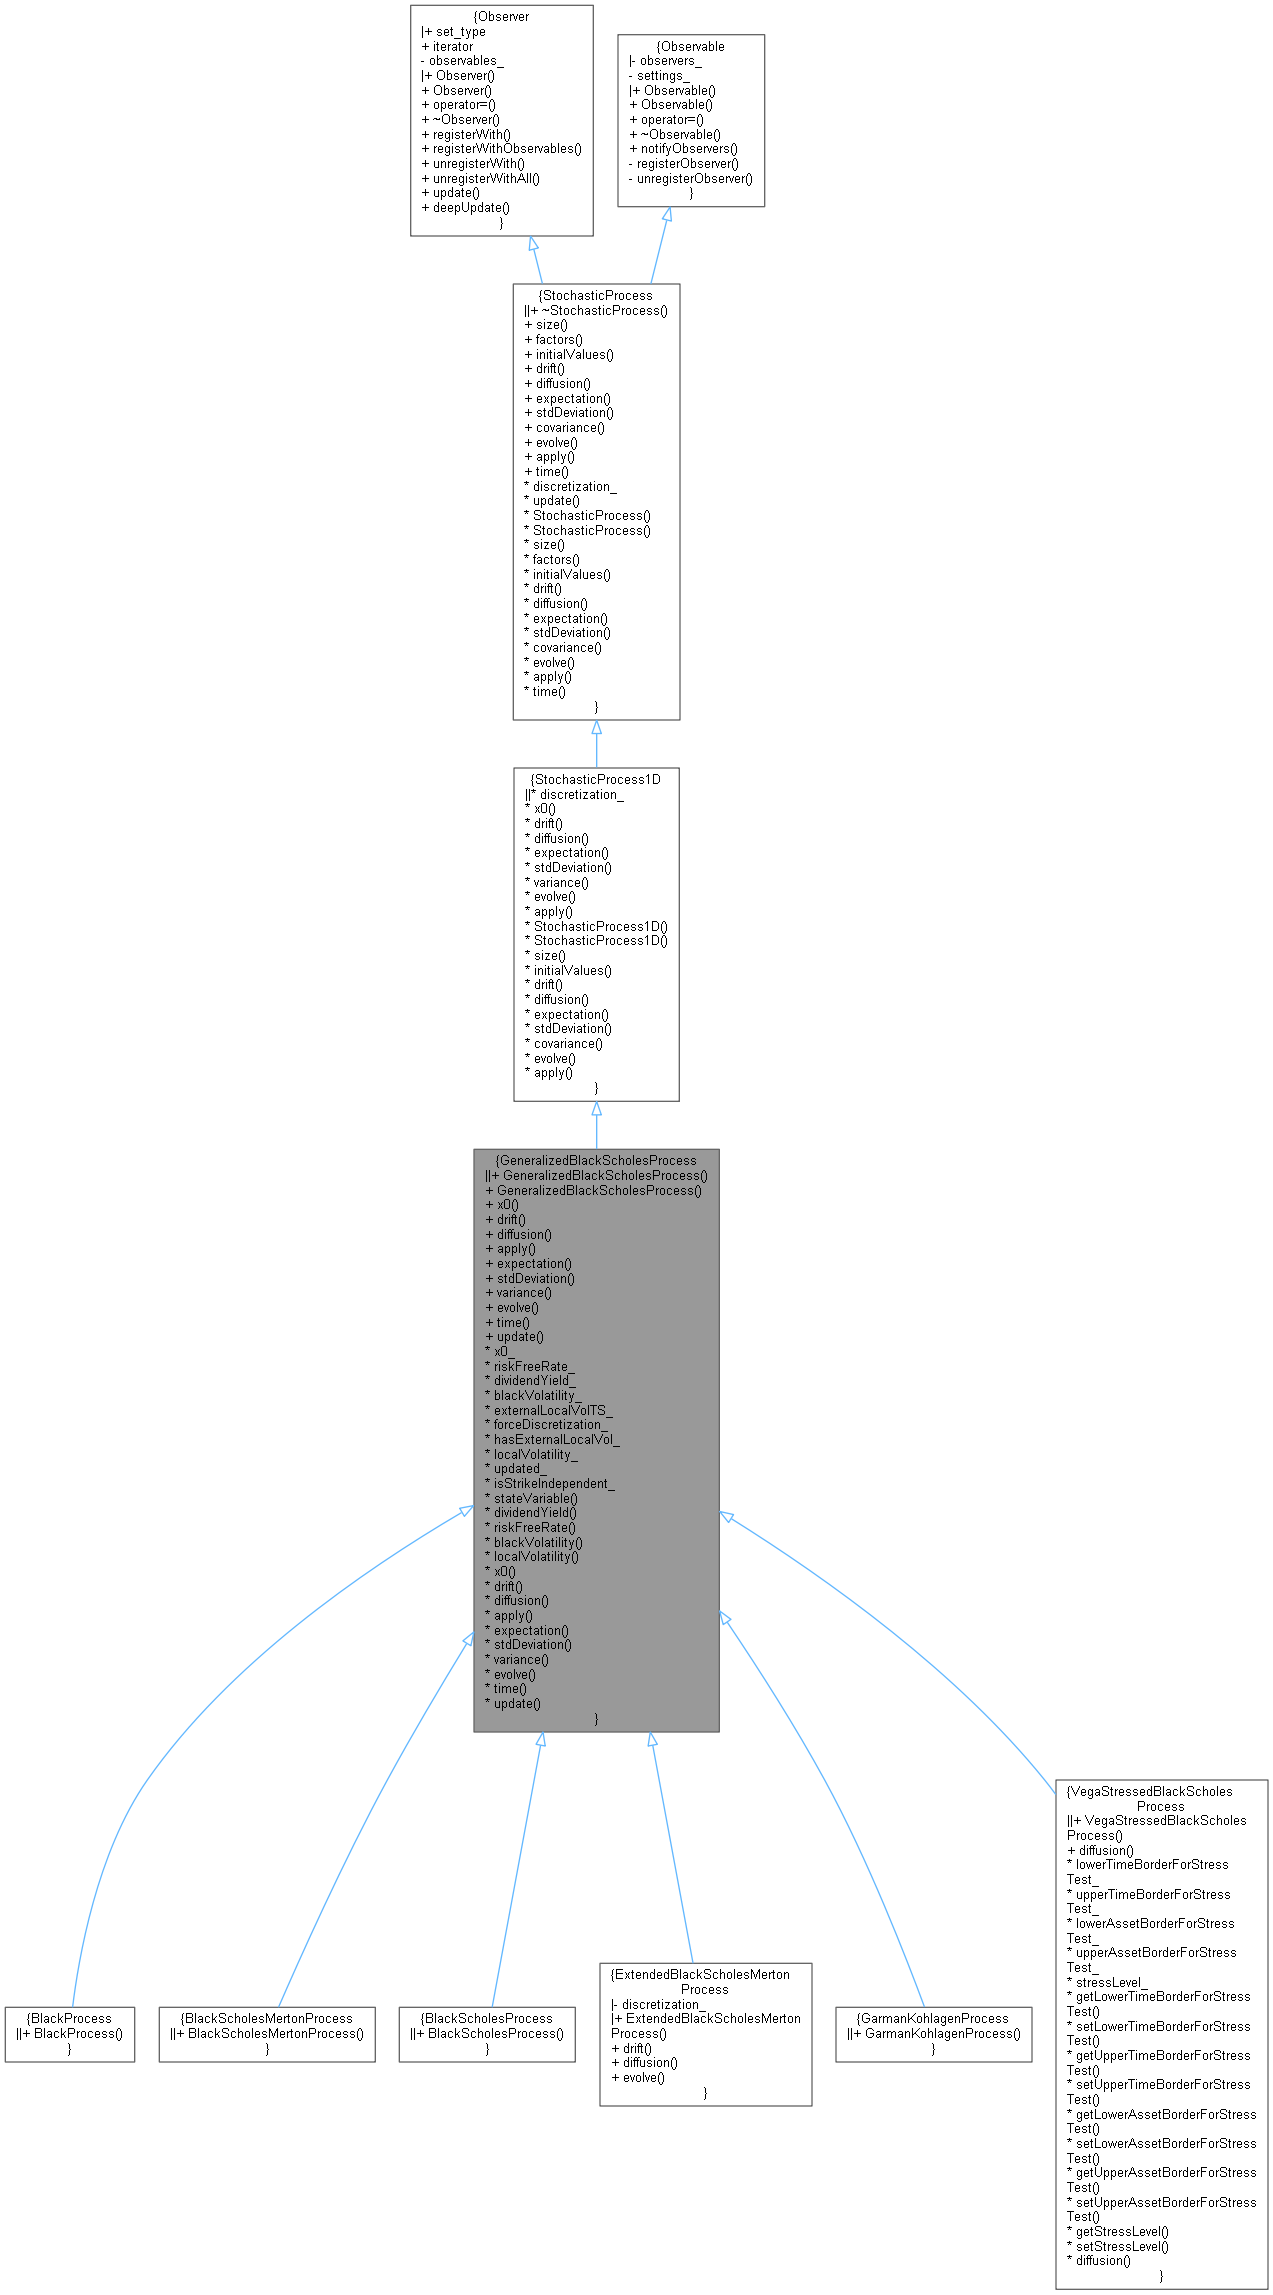 {Observer
|+ set_type
+ iterator
- observables_
|+ Observer()
+ Observer()
+ operator=()
+ ~Observer()
+ registerWith()
+ registerWithObservables()
+ unregisterWith()
+ unregisterWithAll()
+ update()
+ deepUpdate()
}
{Observable
|- observers_
- settings_
|+ Observable()
+ Observable()
+ operator=()
+ ~Observable()
+ notifyObservers()
- registerObserver()
- unregisterObserver()
}
{StochasticProcess
||+ ~StochasticProcess()
+ size()
+ factors()
+ initialValues()
+ drift()
+ diffusion()
+ expectation()
+ stdDeviation()
+ covariance()
+ evolve()
+ apply()
+ time()
* discretization_
* update()
* StochasticProcess()
* StochasticProcess()
* size()
* factors()
* initialValues()
* drift()
* diffusion()
* expectation()
* stdDeviation()
* covariance()
* evolve()
* apply()
* time()
}
{StochasticProcess1D
||* discretization_
* x0()
* drift()
* diffusion()
* expectation()
* stdDeviation()
* variance()
* evolve()
* apply()
* StochasticProcess1D()
* StochasticProcess1D()
* size()
* initialValues()
* drift()
* diffusion()
* expectation()
* stdDeviation()
* covariance()
* evolve()
* apply()
}
{GeneralizedBlackScholesProcess
||+ GeneralizedBlackScholesProcess()
+ GeneralizedBlackScholesProcess()
+ x0()
+ drift()
+ diffusion()
+ apply()
+ expectation()
+ stdDeviation()
+ variance()
+ evolve()
+ time()
+ update()
* x0_
* riskFreeRate_
* dividendYield_
* blackVolatility_
* externalLocalVolTS_
* forceDiscretization_
* hasExternalLocalVol_
* localVolatility_
* updated_
* isStrikeIndependent_
* stateVariable()
* dividendYield()
* riskFreeRate()
* blackVolatility()
* localVolatility()
* x0()
* drift()
* diffusion()
* apply()
* expectation()
* stdDeviation()
* variance()
* evolve()
* time()
* update()
}
{BlackProcess
||+ BlackProcess()
}
{BlackScholesMertonProcess
||+ BlackScholesMertonProcess()
}
{BlackScholesProcess
||+ BlackScholesProcess()
}
{ExtendedBlackScholesMerton
Process
|- discretization_
|+ ExtendedBlackScholesMerton
Process()
+ drift()
+ diffusion()
+ evolve()
}
{GarmanKohlagenProcess
||+ GarmanKohlagenProcess()
}
{VegaStressedBlackScholes
Process
||+ VegaStressedBlackScholes
Process()
+ diffusion()
* lowerTimeBorderForStress
Test_
* upperTimeBorderForStress
Test_
* lowerAssetBorderForStress
Test_
* upperAssetBorderForStress
Test_
* stressLevel_
* getLowerTimeBorderForStress
Test()
* setLowerTimeBorderForStress
Test()
* getUpperTimeBorderForStress
Test()
* setUpperTimeBorderForStress
Test()
* getLowerAssetBorderForStress
Test()
* setLowerAssetBorderForStress
Test()
* getUpperAssetBorderForStress
Test()
* setUpperAssetBorderForStress
Test()
* getStressLevel()
* setStressLevel()
* diffusion()
}